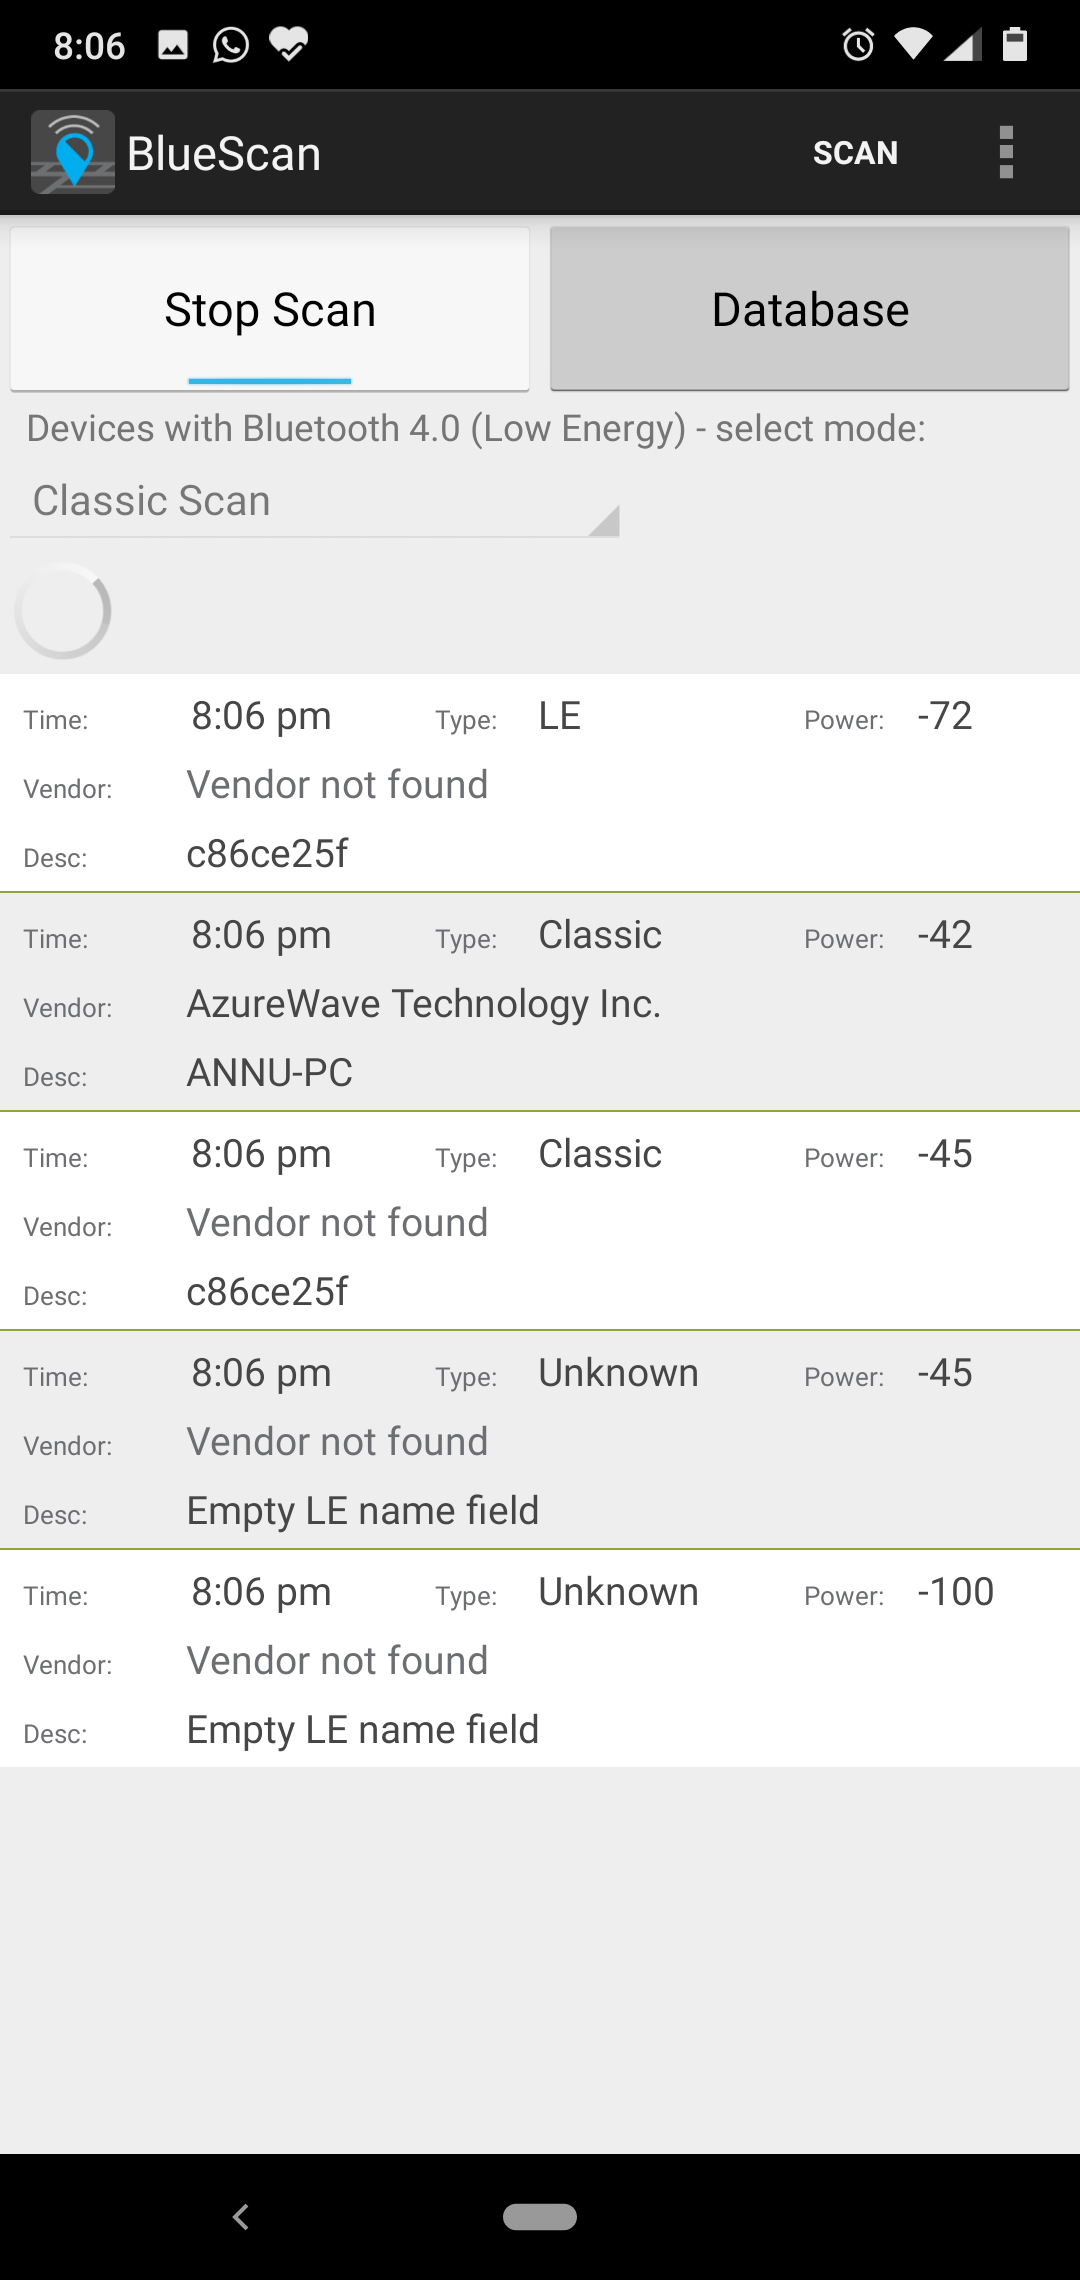 8:06
BlueScan SCAN
Stop Scan Database
Devices with Bluetooth 4.0 (Low Energy) - select mode:
Classic Scan
Time: 8:06 pm Type: LE Power: -72
Vendor: Vendor not found
Desc: c86ce25f
Time: 8:06 pm Type: Classic Power: -42
Vendor: AzureWave Technology Inc.
Desc: ANNU-PC
Time: 8:06 pm Type: Classic Power: -45
Vendor: Vendor not found
Desc: c86ce25f
Time: 8:06 pm Type: Unknown Power: -45
Vendor: Vendor not found
Desc: Empty LE name field
Time: 8:06 pm Type: Unknown Power: -100
Vendor: Vendor not found
Desc: Empty LE name field